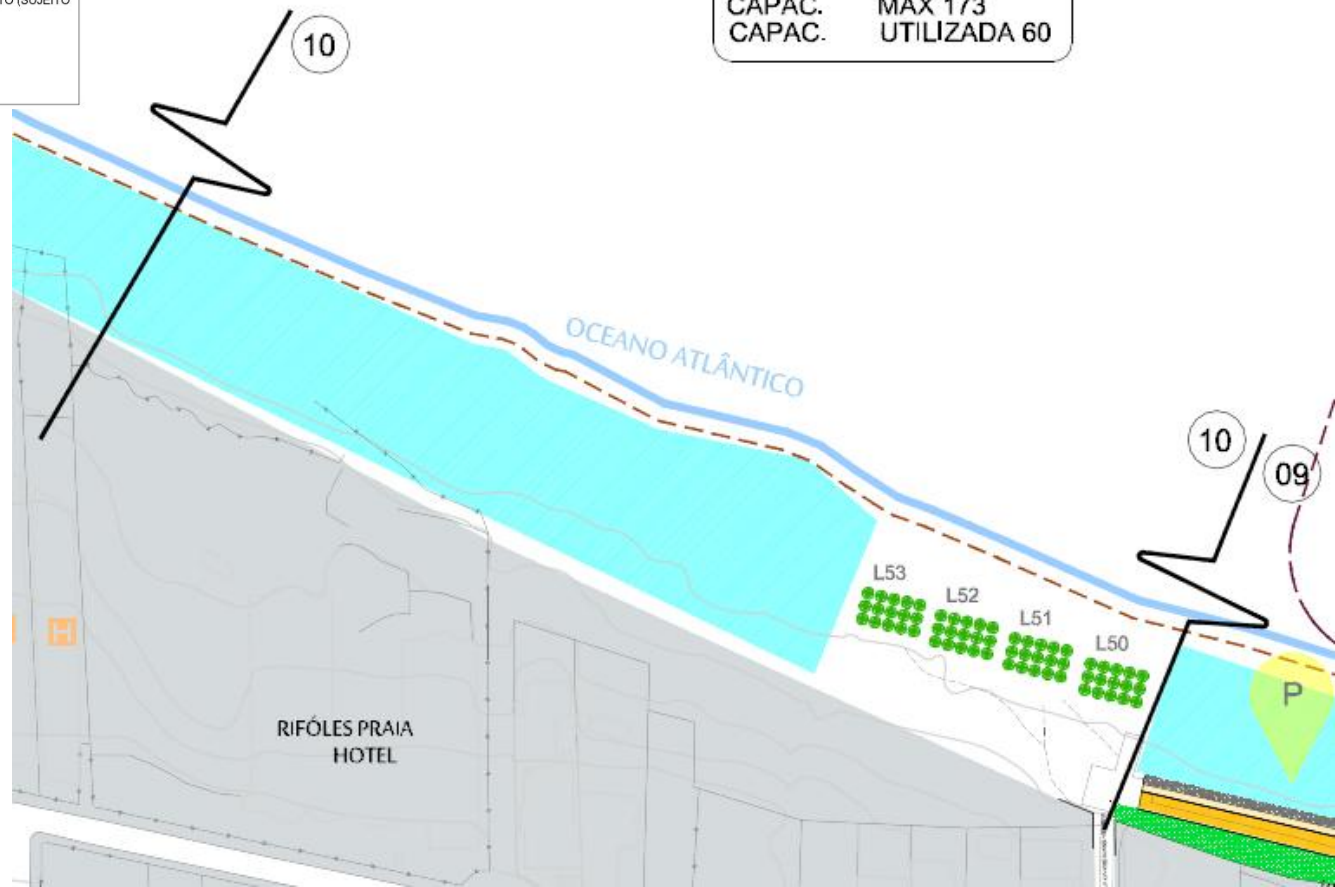 CAPAC. MAX 173
CAPAC. UTILIZADA 60
10
OCEANO ATLÂNTICO
10
09
L53
L52
L51
L50
P
H
RIFÓLES PRAIA
HOTEL